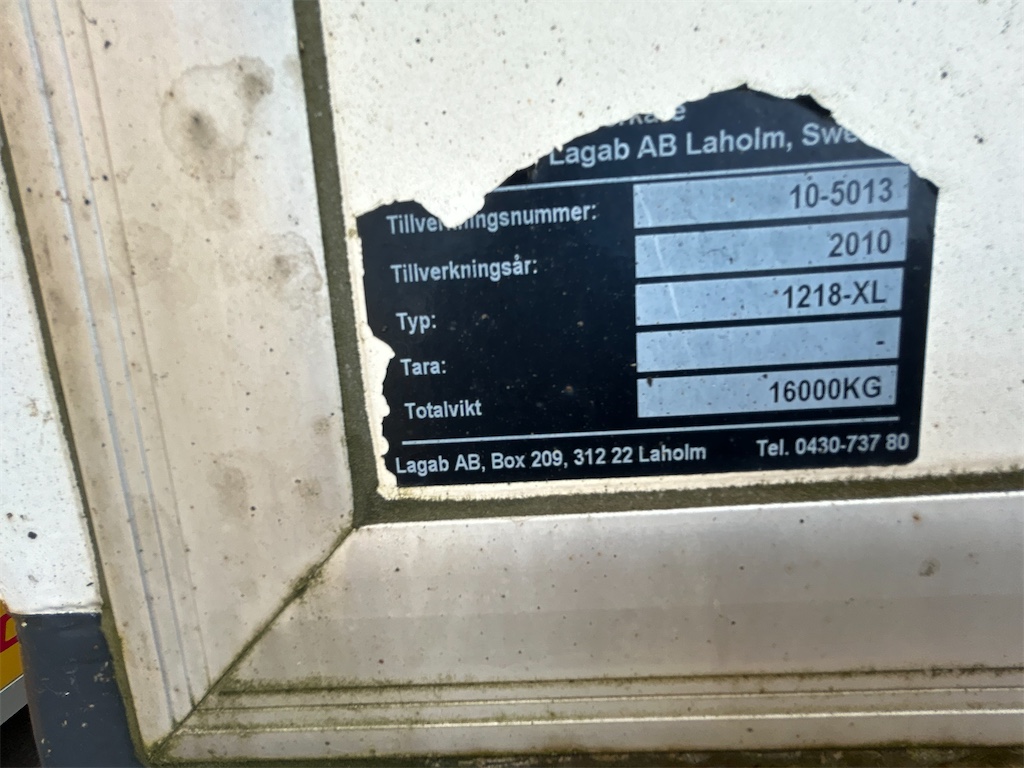 Lagab AB Laholm, Swe
Tillverkningsnummer: 10-5013
Tillverkningsår: 2010
Typ: 1218-XL
Tara: -
Totalvikt 16000KG
Lagab AB, Box 209, 312 22 Laholm Tel. 0430-737 80